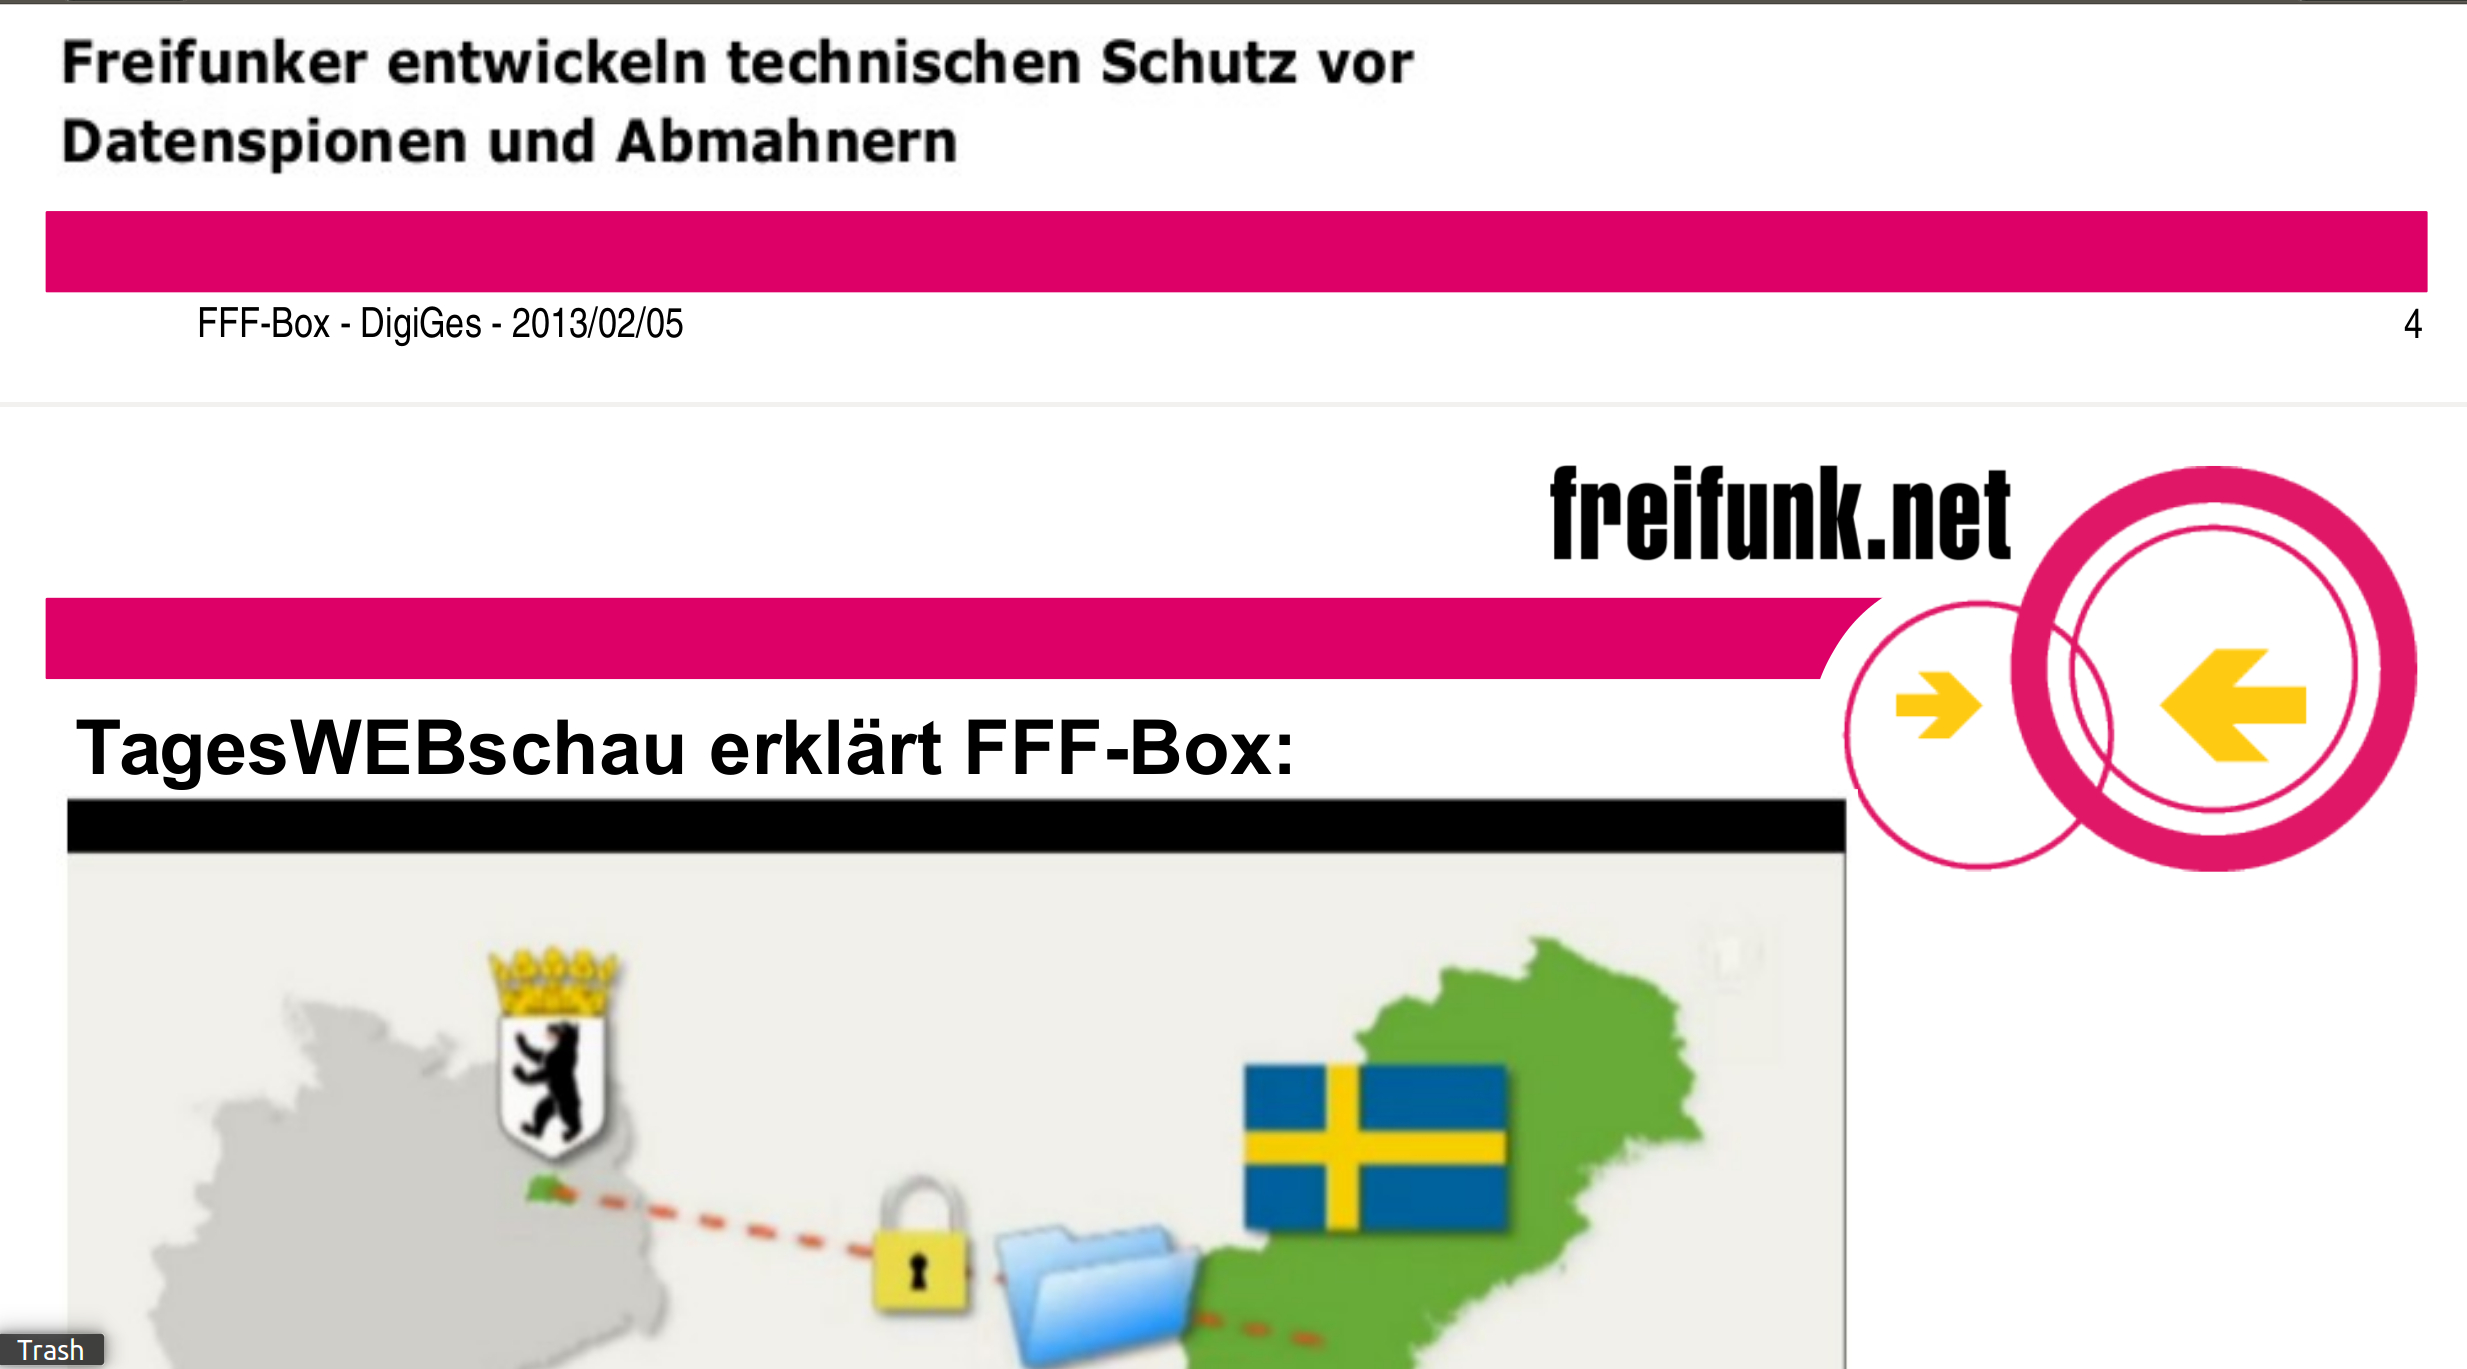 Freifunker entwickeln technischen Schutz vor
Datenspionen und Abmahnern
FFF-Box - DigiGes - 2013/02/05
4
freifunk.net
TagesWEBschau erklärt FFF-Box:
Trash